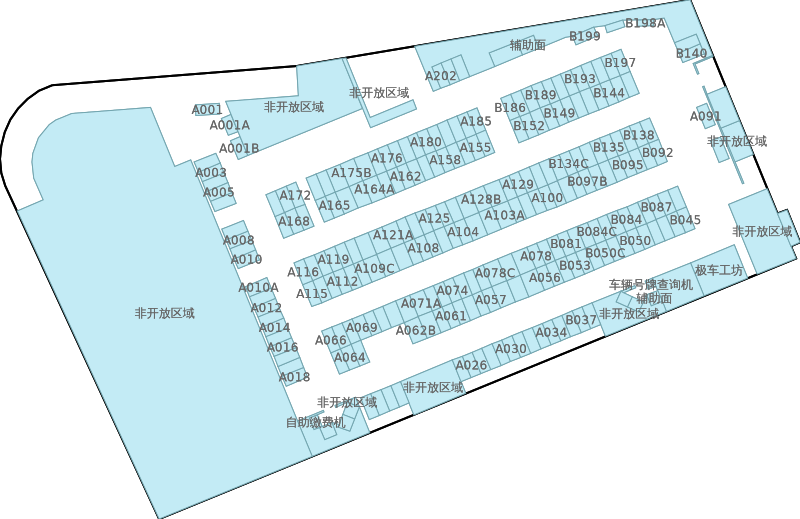 B198A
B199
辅助面
B140
A202
B197
B193
B189
B144
B186
B149
B152
非开放区域
非开放区域
A001
A001A
A001B
A091
非开放区域
A185
A180
A155
A176
A158
A175B
A162
A164A
A172
A165
A168
A003
A005
B138
B135
B092
B134C
B095
B097B
A129
A100
A128B
A103A
A125
A104
A121A
A108
A119
A109C
A116
A112
A115
A008
A010
B087
B084
B045
B084C
B050
B081
B050C
A078
B053
A078C
A056
A074
A057
A071A
A061
A069
A062B
A066
A064
非开放区域
极车工坊
车辆号牌查询机
辅助面
非开放区域
B037
A034
A030
A026
非开放区域
A010A
A012
A014
A016
A018
非开放区域
自助缴费机
非开放区域